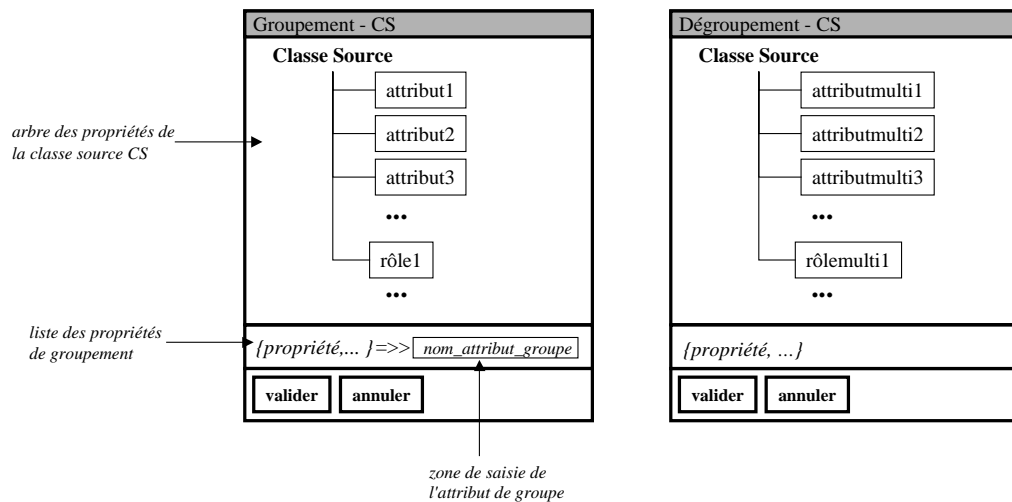 Groupement - CS
Classe Source
attribut1
attribut2
attribut3
...
rôle1
...
{propriété,... }=>> nom_attribut_groupe
valider annuler
arbre des propriétés de
la classe source CS
liste des propriétés
de groupement
zone de saisie de
l'attribut de groupe
Dégroupement - CS
Classe Source
attributmulti1
attributmulti2
attributmulti3
...
rôlemulti1
...
{propriété, ...}
valider annuler